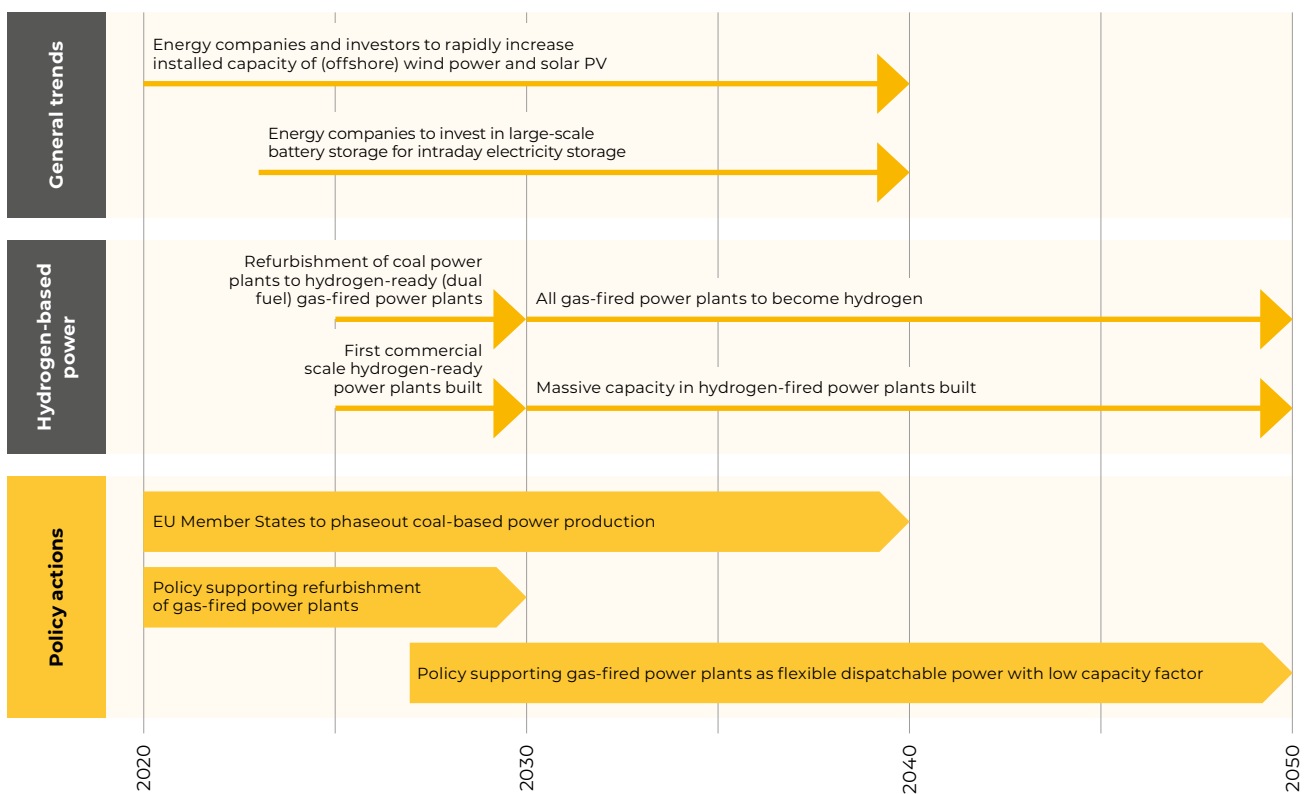 General trends
Energy companies and investors to rapidly increase
installed capacity of (offshore) wind power and solar PV
Energy companies to invest in large-scale
battery storage for intraday electricity storage
Hydrogen-based
power
Refurbishment of coal power
plants to hydrogen-ready (dual
fuel) gas-fired power plants
All gas-fired power plants to become hydrogen
First commercial
scale hydrogen-ready
power plants built
Massive capacity in hydrogen-fired power plants built
Policy actions
EU Member States to phaseout coal-based power production
Policy supporting refurbishment
of gas-fired power plants
Policy supporting gas-fired power plants as flexible dispatchable power with low capacity factor
2020
2030
2040
2050